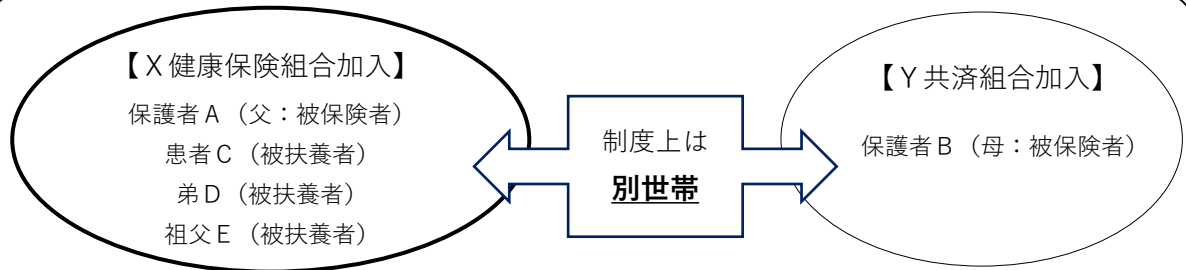 【X健康保険組合加入】
保護者A（父：被保険者）
患者C（被扶養者）
弟D（被扶養者）
祖父E（被扶養者）
制度上は
別世帯
【Y共済組合加入】
保護者B（母：被保険者）